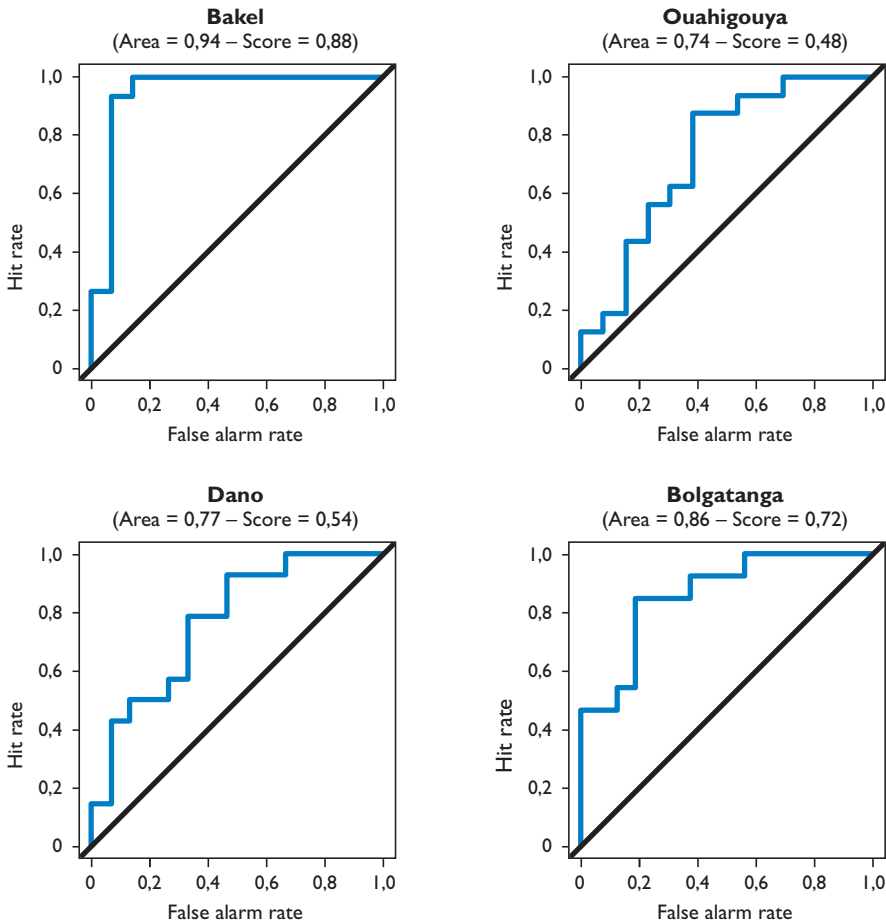 Bakel
(Area = 0,94 – Score = 0,88)
1,0
0,8
0,6
0,4
0,2
0
Hit rate
0 0,2 0,4 0,6 0,8 1,0
False alarm rate
Ouahigouya
(Area = 0,74 – Score = 0,48)
1,0
0,8
0,6
0,4
0,2
0
Hit rate
0 0,2 0,4 0,6 0,8 1,0
False alarm rate
Dano
(Area = 0,77 – Score = 0,54)
1,0
0,8
0,6
0,4
0,2
0
Hit rate
0 0,2 0,4 0,6 0,8 1,0
False alarm rate
Bolgatanga
(Area = 0,86 – Score = 0,72)
1,0
0,8
0,6
0,4
0,2
0
Hit rate
0 0,2 0,4 0,6 0,8 1,0
False alarm rate